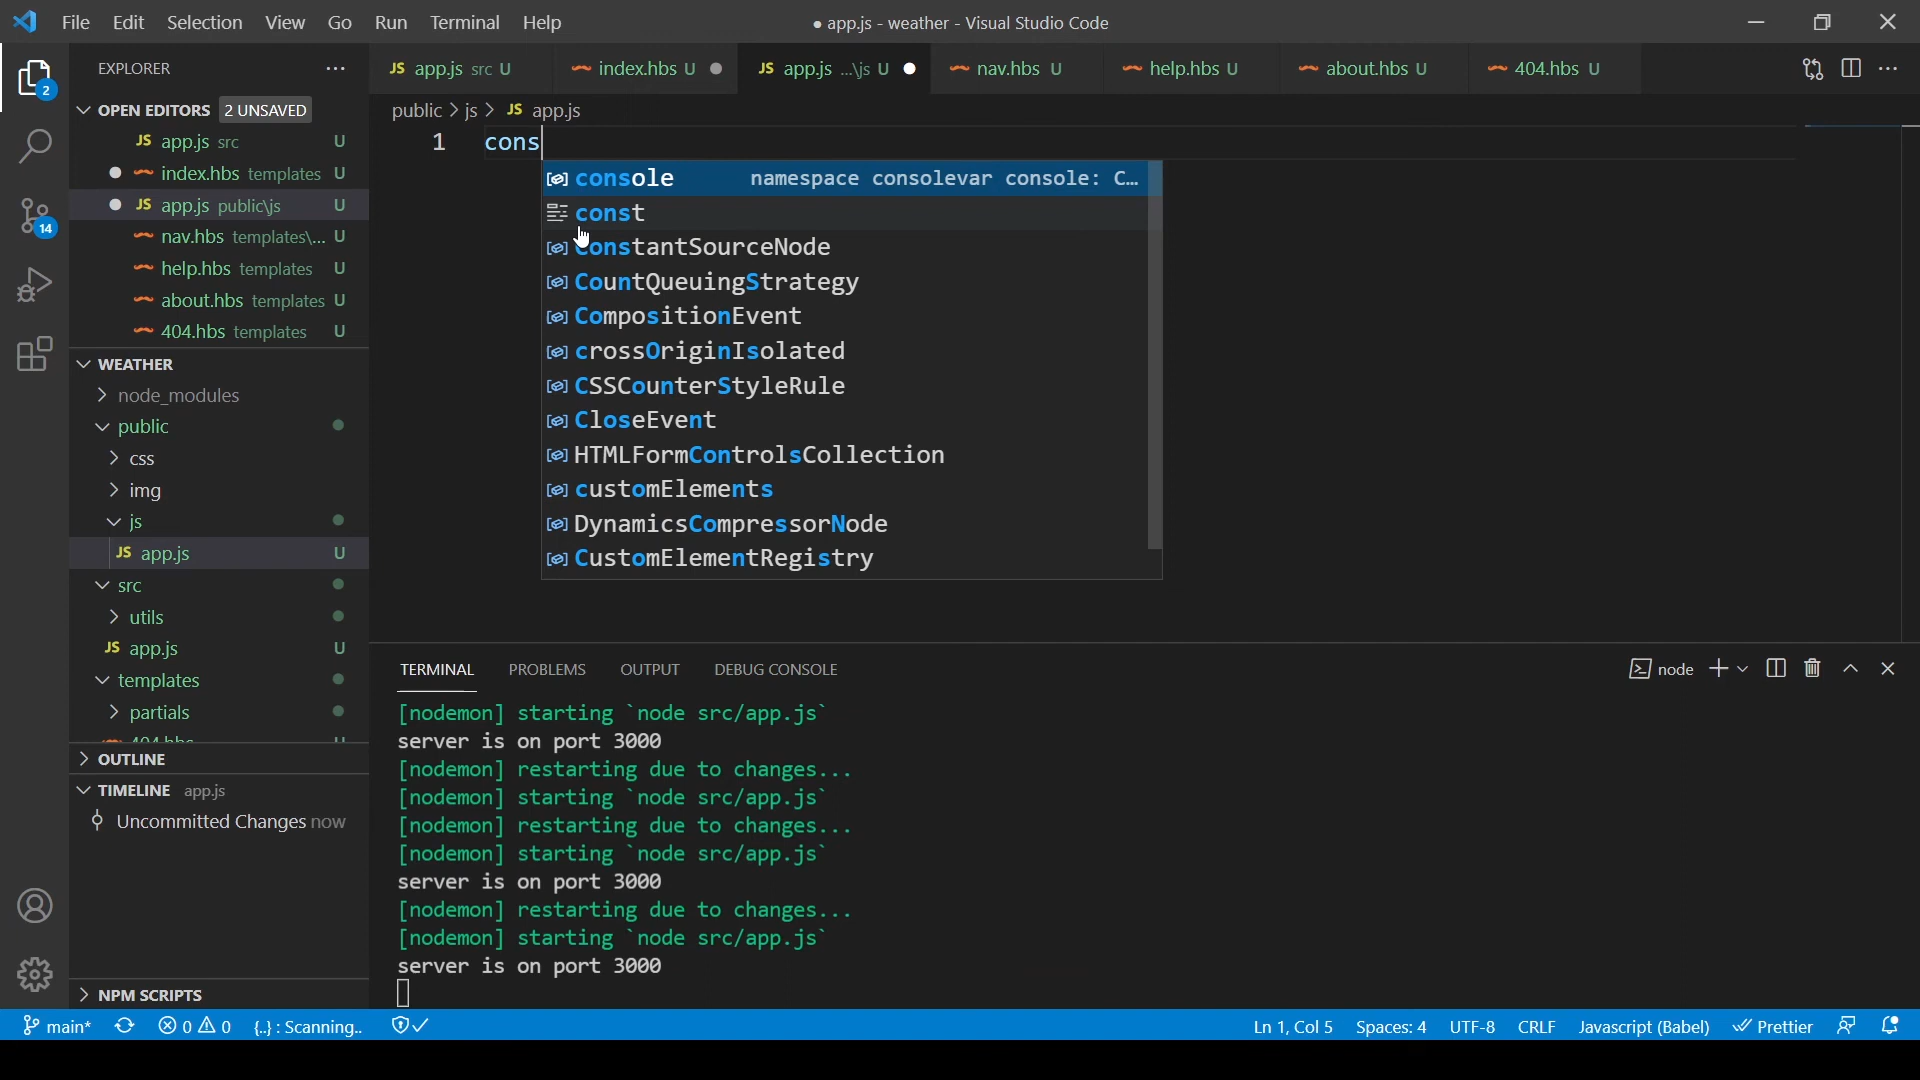 File Edit Selection View Go Run Terminal Help
● app.js - weather - Visual Studio Code
EXPLORER
JS app.js src U
index.hbs U
JS app.js ...\js U
nav.hbs U
help.hbs U
about.hbs U
404.hbs U
2
OPEN EDITORS 2 UNSAVED
JS app.js src U
index.hbs templates U
JS app.js public\js U
nav.hbs templates\... U
help.hbs templates U
about.hbs templates U
404.hbs templates U
14
WEATHER
node_modules
public
css
img
js
JS app.js U
src
utils
JS app.js U
templates
partials
OUTLINE
TIMELINE app.js
Uncommitted Changes now
NPM SCRIPTS
public > js > JS app.js
1 cons
console namespace consolevar console: C...
const
ConstantSourceNode
CountQueuingStrategy
CompositionEvent
crossOriginIsolated
CSSCounterStyleRule
CloseEvent
HTMLFormControlsCollection
customElements
DynamicsCompressorNode
CustomElementRegistry
TERMINAL PROBLEMS OUTPUT DEBUG CONSOLE
node
[nodemon] starting `node src/app.js`
server is on port 3000
[nodemon] restarting due to changes...
[nodemon] starting `node src/app.js`
[nodemon] restarting due to changes...
[nodemon] starting `node src/app.js`
server is on port 3000
[nodemon] restarting due to changes...
[nodemon] starting `node src/app.js`
server is on port 3000
main* 0 0 {..} : Scanning..
Ln 1, Col 5 Spaces: 4 UTF-8 CRLF Javascript (Babel) Prettier